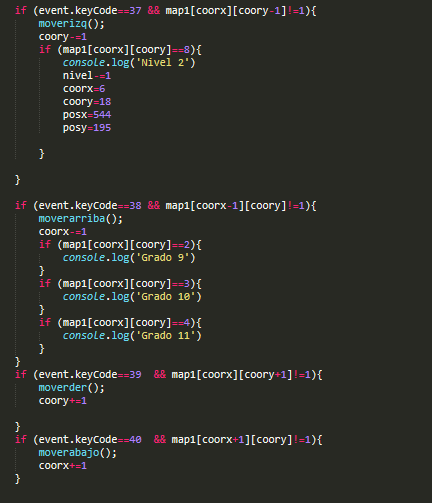 if (event.keyCode==37 && map1[coorx][coory-1]!=1){
moverizq();
coory-=1
if (map1[coorx][coory]==8){
console.log('Nivel 2')
nivel-=1
coorx=6
coory=18
posx=544
posy=195
}
}
if (event.keyCode==38 && map1[coorx-1][coory]!=1){
moverarriba();
coorx-=1
if (map1[coorx][coory]==2){
console.log('Grado 9')
}
if (map1[coorx][coory]==3){
console.log('Grado 10')
}
if (map1[coorx][coory]==4){
console.log('Grado 11')
}
}
if (event.keyCode==39  && map1[coorx][coory+1]!=1){
moverder();
coory+=1
}
if (event.keyCode==40  && map1[coorx+1][coory]!=1){
moverabajo();
coorx+=1
}